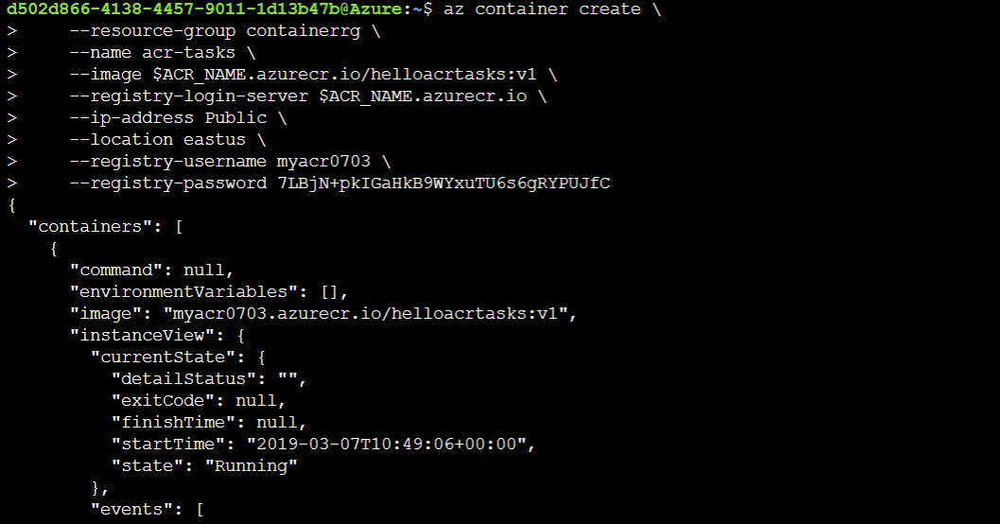 d502d866-4138-4457-9011-1d13b47b@Azure:~$ az container create \
>     --resource-group containerrg \
>     --name acr-tasks \
>     --image $ACR_NAME.azurecr.io/helloacrtasks:v1 \
>     --registry-login-server $ACR_NAME.azurecr.io \
>     --ip-address Public \
>     --location eastus \
>     --registry-username myacr0703 \
>     --registry-password 7LBjN+pkIGaHkB9WYxuTU6s6gRYPUJfC
{
  "containers": [
    {
      "command": null,
      "environmentVariables": [],
      "image": "myacr0703.azurecr.io/helloacrtasks:v1",
      "instanceView": {
        "currentState": {
          "detailStatus": "",
          "exitCode": null,
          "finishTime": null,
          "startTime": "2019-03-07T10:49:06+00:00",
          "state": "Running"
        },
        "events": [